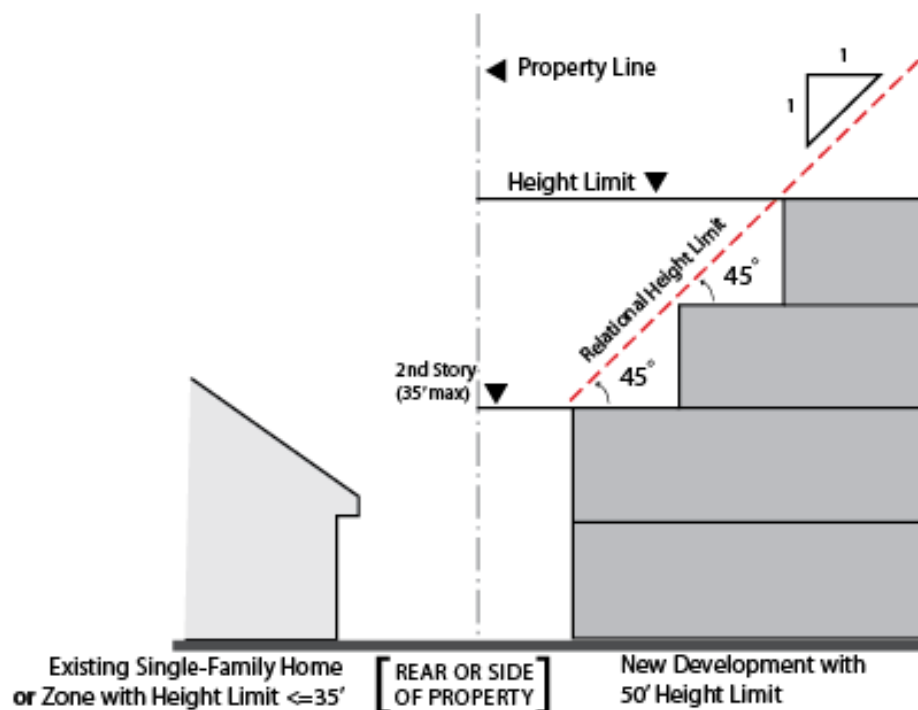 1
Property Line
1
Height Limit
Relational Height Limit
45°
2nd Story
(35' max)
45°
Existing Single-Family Home
or Zone with Height Limit <=35'
[REAR OR SIDE
OF PROPERTY]
New Development with
50' Height Limit